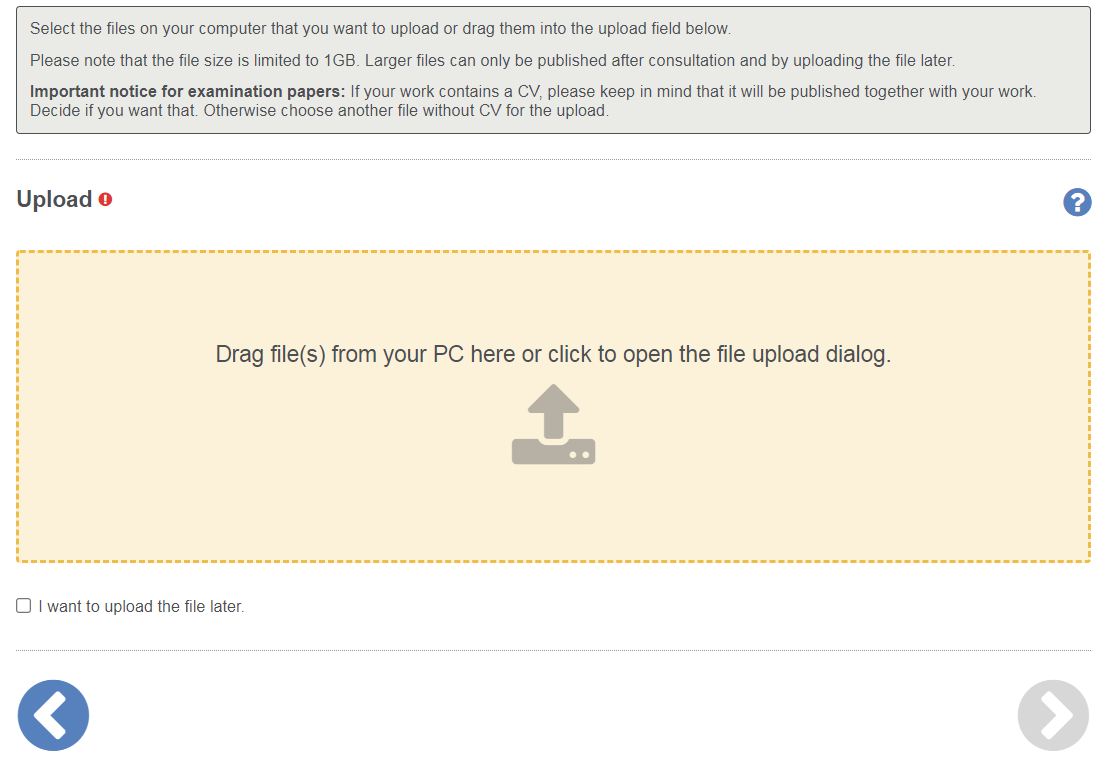 Select the files on your computer that you want to upload or drag them into the upload field below.
Please note that the file size is limited to 1GB. Larger files can only be published after consultation and by uploading the file later.
Important notice for examination papers: If your work contains a CV, please keep in mind that it will be published together with your work.
Decide if you want that. Otherwise choose another file without CV for the upload.
Upload
Drag file(s) from your PC here or click to open the file upload dialog.
I want to upload the file later.